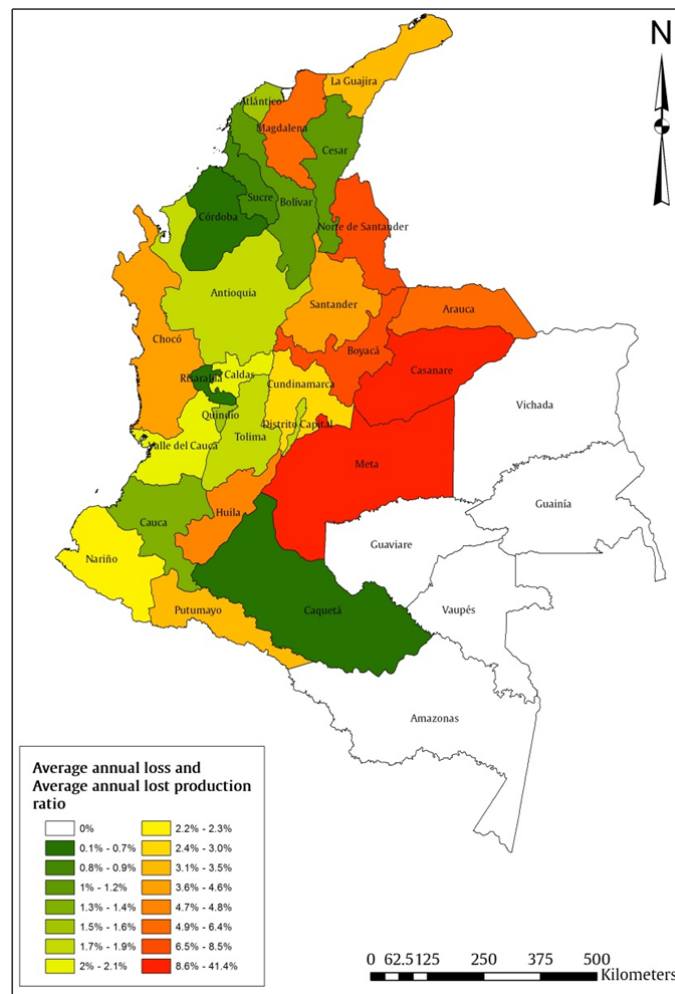 N
La Guajira
Atlántico
Magdalena
Cesar
Sucre
Bolívar
Córdoba
Norte de Santander
Antioquia
Santander
Arauca
Chocó
Boyacá
Casanare
Risaralda
Caldas
Cundinamarca
Vichada
Quindío
Distrito Capital
Valle del Cauca
Tolima
Meta
Guainía
Huila
Cauca
Guaviare
Nariño
Caquetá
Vaupés
Putumayo
Amazonas
Average annual loss and
Average annual lost production
ratio
0%
0.1% - 0.7%
0.8% - 0.9%
1% - 1.2%
1.3% - 1.4%
1.5% - 1.6%
1.7% - 1.9%
2% - 2.1%
2.2% - 2.3%
2.4% - 3.0%
3.1% - 3.5%
3.6% - 4.6%
4.7% - 4.8%
4.9% - 6.4%
6.5% - 8.5%
8.6% - 41.4%
0 62.5 125 250 375 500
Kilometers